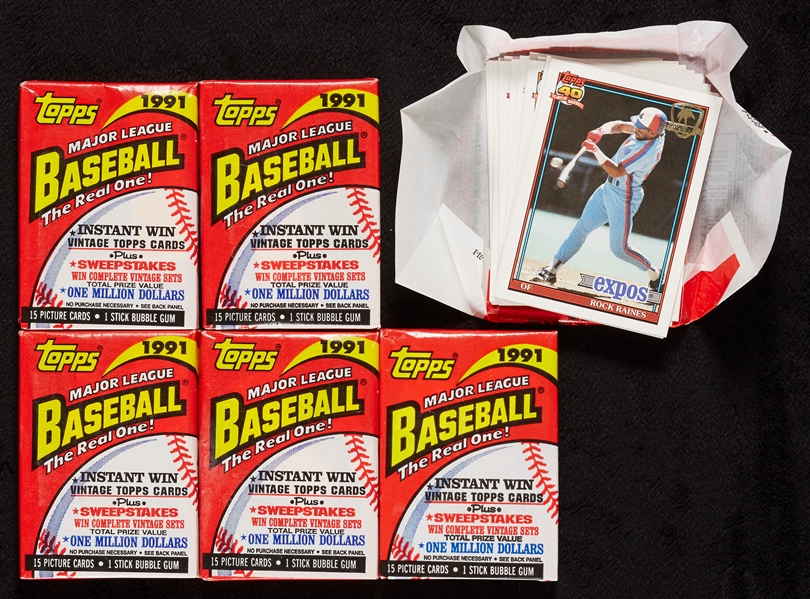 Topps 1991
MAJOR LEAGUE
BASEBALL®
The Real One!
★INSTANT WIN
VINTAGE TOPPS CARDS
•Plus•
★SWEEPSTAKES
WIN COMPLETE VINTAGE SETS
TOTAL PRIZE VALUE
★ONE MILLION DOLLARS
NO PURCHASE NECESSARY • SEE BACK PANEL
15 PICTURE CARDS • 1 STICK BUBBLE GUM
Topps 1991
MAJOR LEAGUE
BASEBALL®
The Real One!
★INSTANT WIN
VINTAGE TOPPS CARDS
•Plus•
★SWEEPSTAKES
WIN COMPLETE VINTAGE SETS
TOTAL PRIZE VALUE
★ONE MILLION DOLLARS
NO PURCHASE NECESSARY • SEE BACK PANEL
15 PICTURE CARDS • 1 STICK BUBBLE GUM
Topps
40
expos
OF
ROCK RAINES
Topps 1991
MAJOR LEAGUE
BASEBALL®
The Real One!
★INSTANT WIN
VINTAGE TOPPS CARDS
•Plus•
★SWEEPSTAKES
WIN COMPLETE VINTAGE SETS
TOTAL PRIZE VALUE
★ONE MILLION DOLLARS
NO PURCHASE NECESSARY • SEE BACK PANEL
15 PICTURE CARDS • 1 STICK BUBBLE GUM
Topps 1991
MAJOR LEAGUE
BASEBALL®
The Real One!
★INSTANT WIN
VINTAGE TOPPS CARDS
•Plus•
★SWEEPSTAKES
WIN COMPLETE VINTAGE SETS
TOTAL PRIZE VALUE
★ONE MILLION DOLLARS
NO PURCHASE NECESSARY • SEE BACK PANEL
15 PICTURE CARDS • 1 STICK BUBBLE GUM
Topps 1991
MAJOR LEAGUE
BASEBALL®
The Real One!
★INSTANT WIN
VINTAGE TOPPS CARDS
•Plus•
★SWEEPSTAKES
WIN COMPLETE VINTAGE SETS
TOTAL PRIZE VALUE
★ONE MILLION DOLLARS
NO PURCHASE NECESSARY • SEE BACK PANEL
15 PICTURE CARDS • 1 STICK BUBBLE GUM